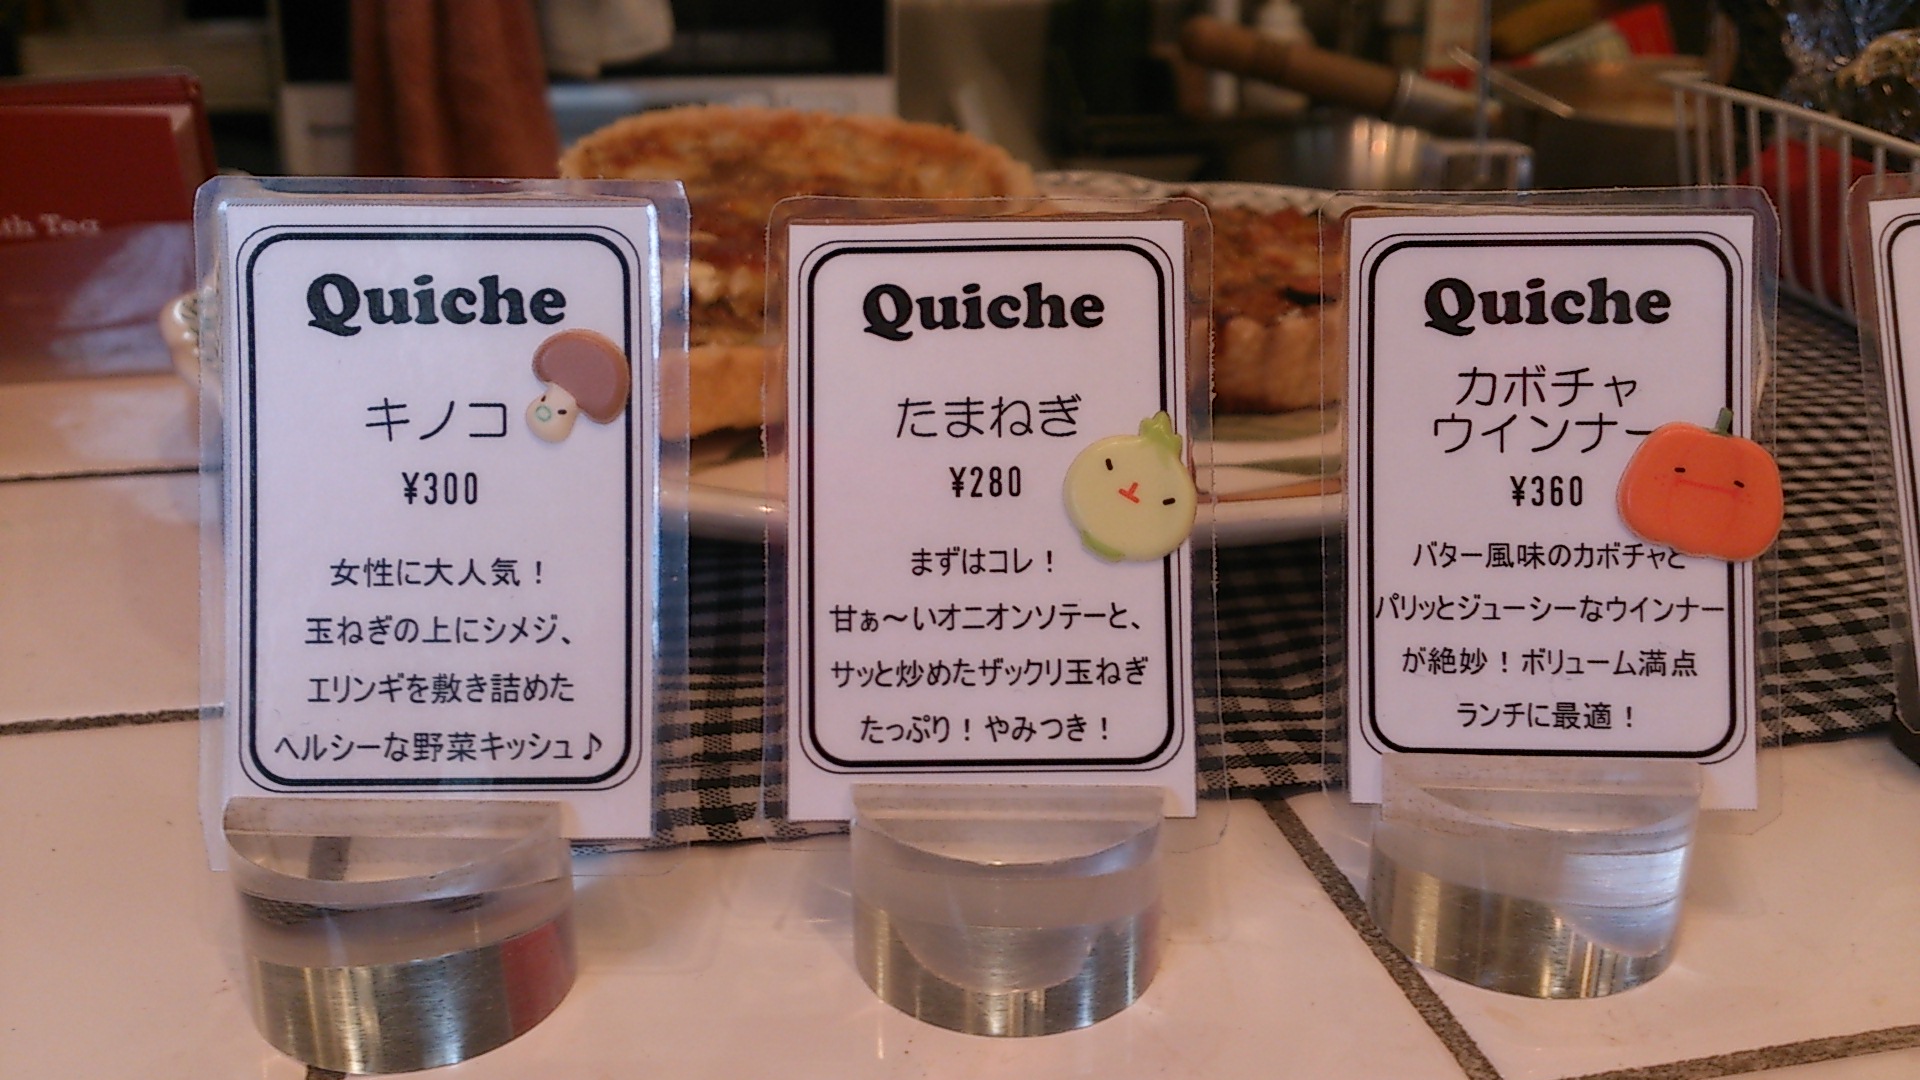 th Tea
Quiche
キノコ
¥300
女性に大人気！
玉ねぎの上にシメジ、
エリンギを敷き詰めた
ヘルシーな野菜キッシュ♪
Quiche
たまねぎ
¥280
まずはコレ！
甘ぁ～いオニオンソテーと、
サッと炒めたザックリ玉ねぎ
たっぷり！やみつき！
Quiche
カボチャ
ウインナー
¥360
バター風味のカボチャと
パリッとジューシーなウインナー
が絶妙！ボリューム満点
ランチに最適！